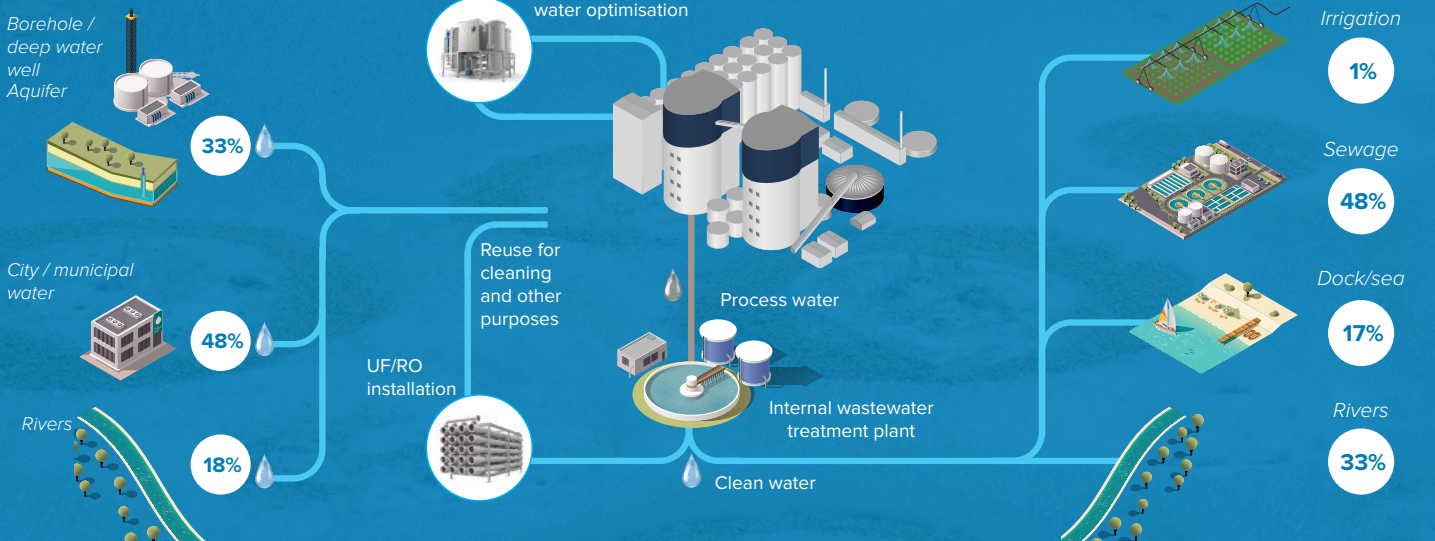 Borehole /
deep water
well
Aquifer
33%
City / municipal
water
48%
Rivers
18%
water optimisation
Reuse for
cleaning
and other
purposes
UF/RO
installation
Process water
Internal wastewater
treatment plant
Clean water
Irrigation
1%
Sewage
48%
Dock/sea
17%
Rivers
33%